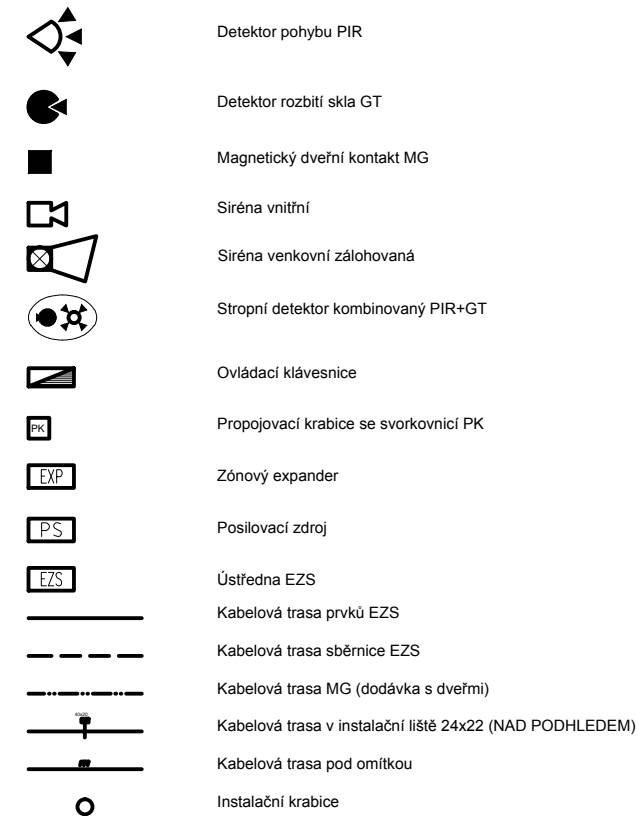 Detektor pohybu PIR
Detektor rozbití skla GT
Magnetický dveřní kontakt MG
Siréna vnitřní
Siréna venkovní zálohovaná
Stropní detektor kombinovaný PIR+GT
Ovládací klávesnice
PK Propojovací krabice se svorkovnicí PK
EXP Zónový expander
PS Posilovací zdroj
EZS Ústředna EZS
Kabelová trasa prvků EZS
Kabelová trasa sběrnice EZS
Kabelová trasa MG (dodávka s dveřmi)
40x20
Kabelová trasa v instalační liště 24x22 (NAD PODHLEDEM)
Kabelová trasa pod omítkou
Instalační krabice